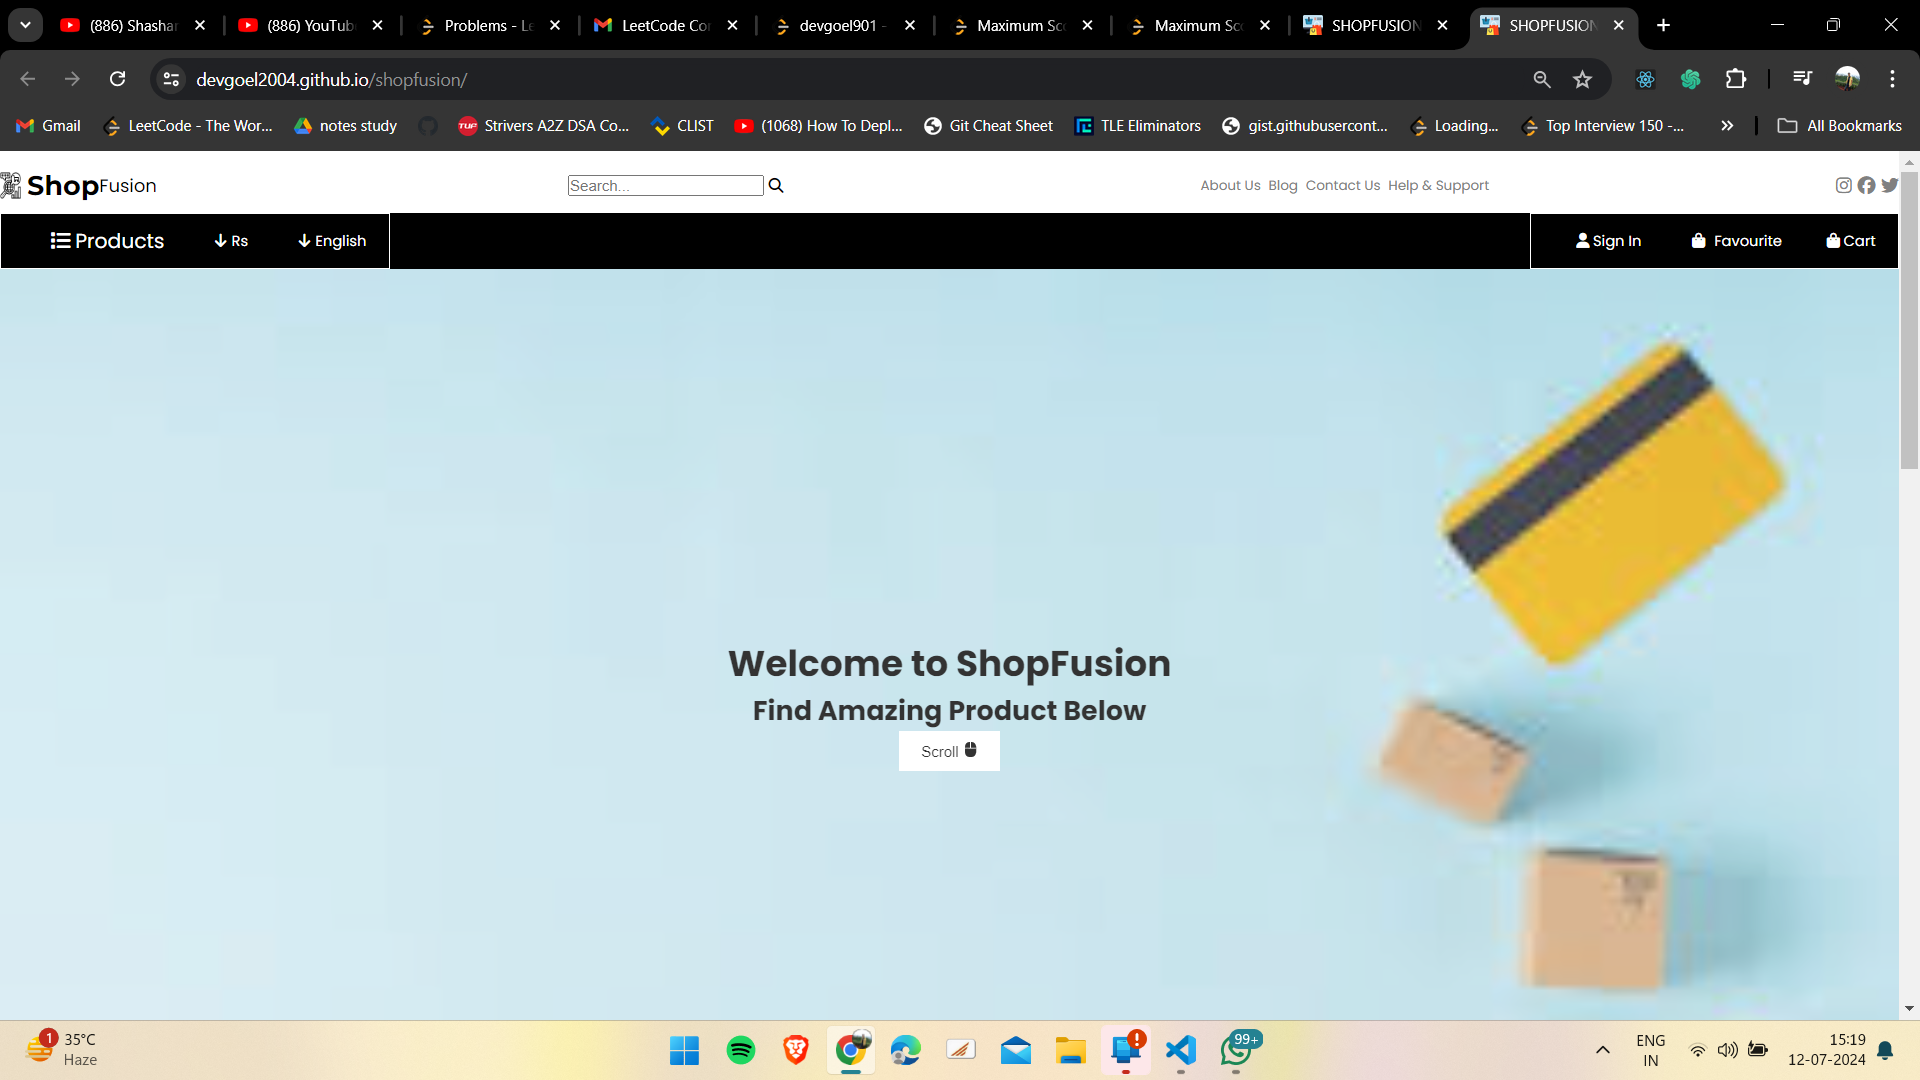 (886) Shashar
(886) YouTub
Problems - Le
LeetCode Cor
devgoel901 -
Maximum Sc
Maximum Sc
SHOPFUSION
SHOPFUSION
devgoel2004.github.io/shopfusion/
Gmail
LeetCode - The Wor...
notes study
TUF Strivers A2Z DSA Co...
CLIST
(1068) How To Depl...
Git Cheat Sheet
TLE Eliminators
gist.githubusercont...
Loading...
Top Interview 150 -...
All Bookmarks
ShopFusion
Search...
About Us Blog Contact Us Help & Support
Products
Rs
English
Sign In
Favourite
Cart
Welcome to ShopFusion
Find Amazing Product Below
Scroll
1
35°C
Haze
99+
ENG
IN
15:19
12-07-2024